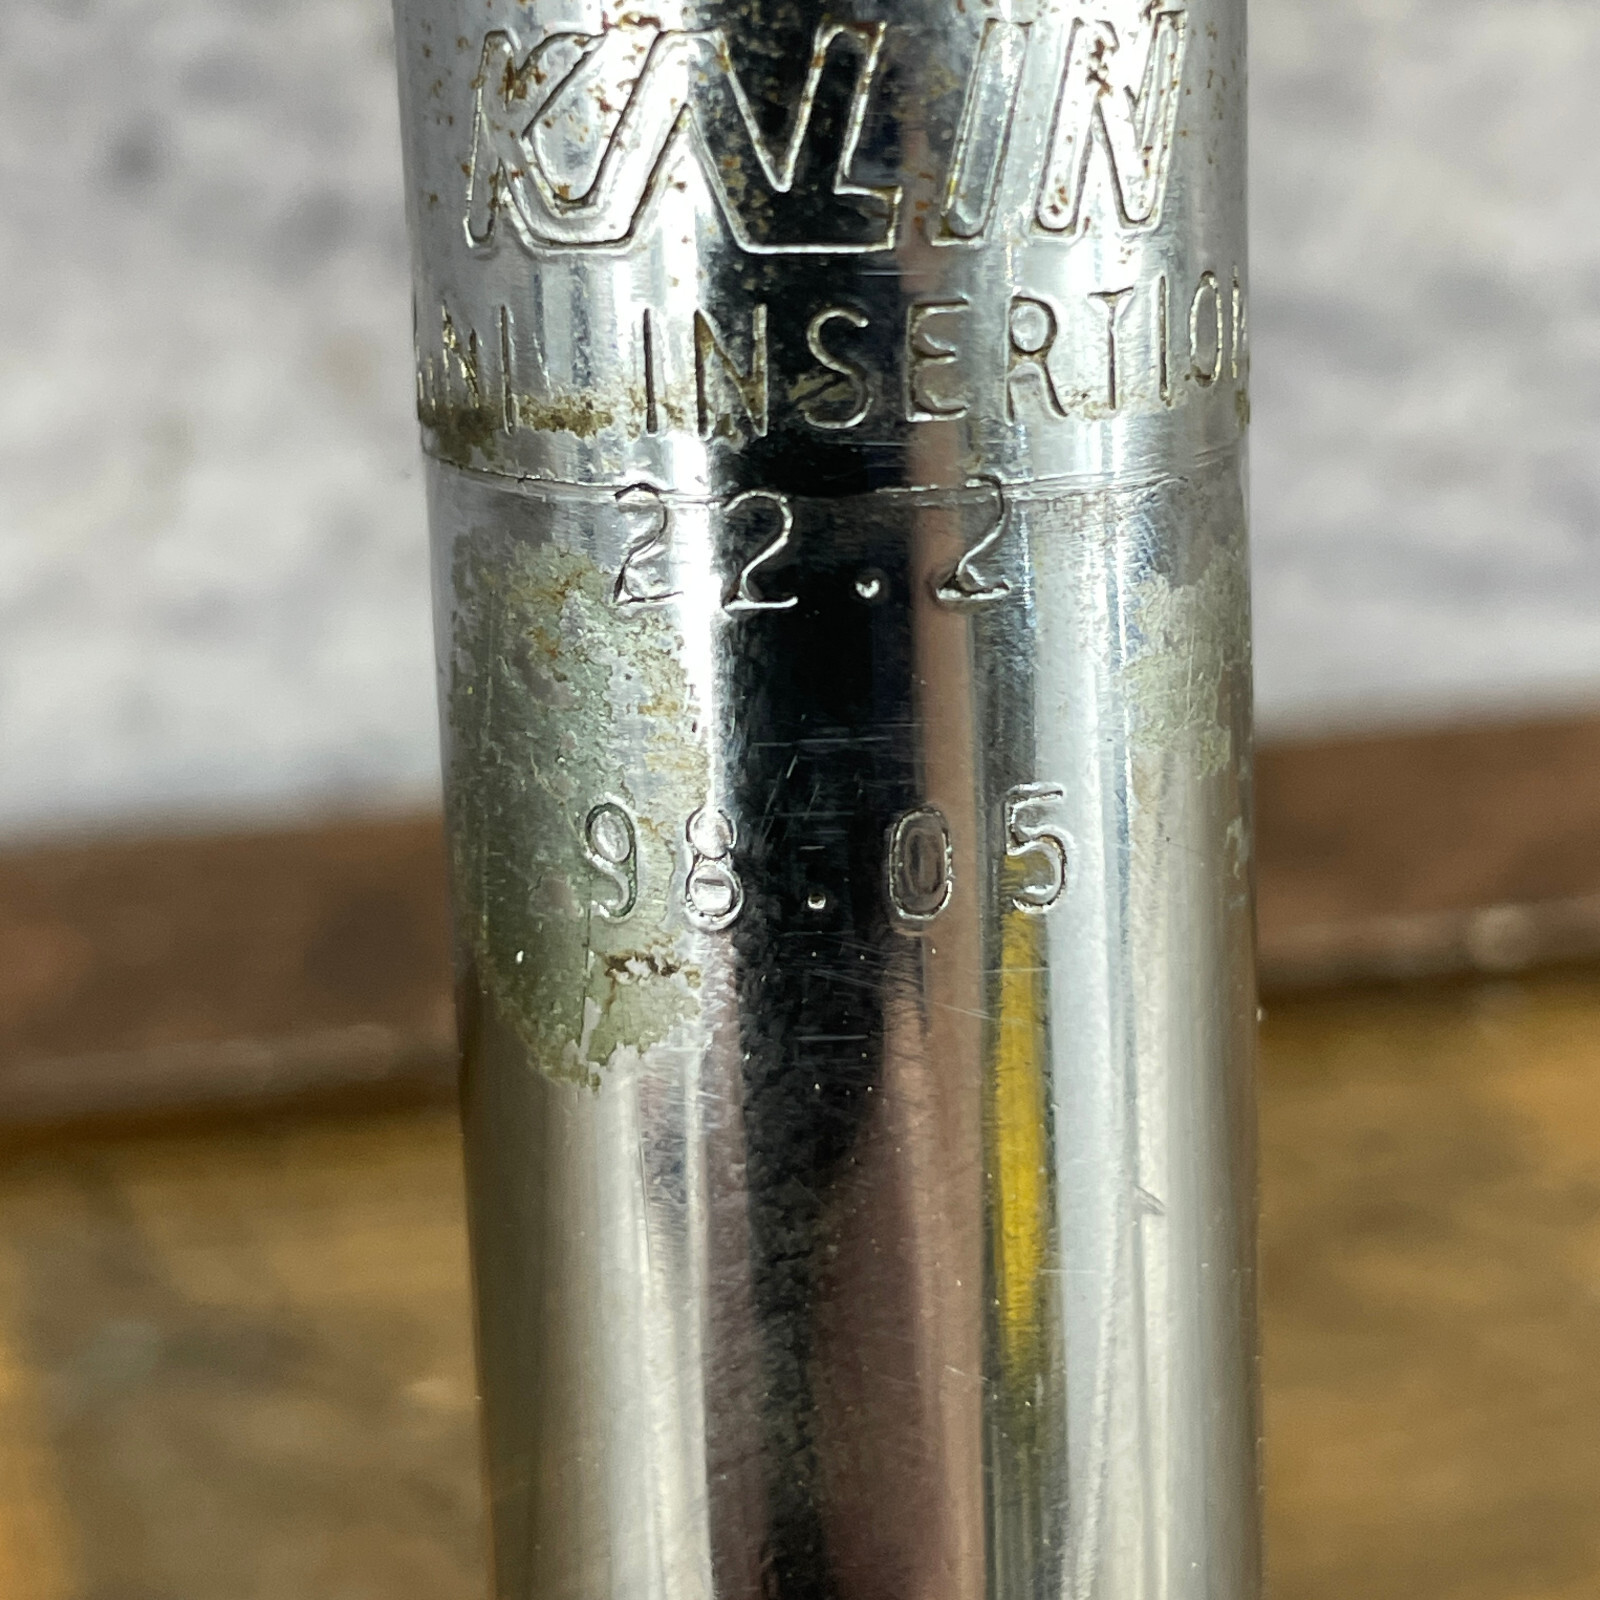 KALIN
INSERTION
22.2
98.05